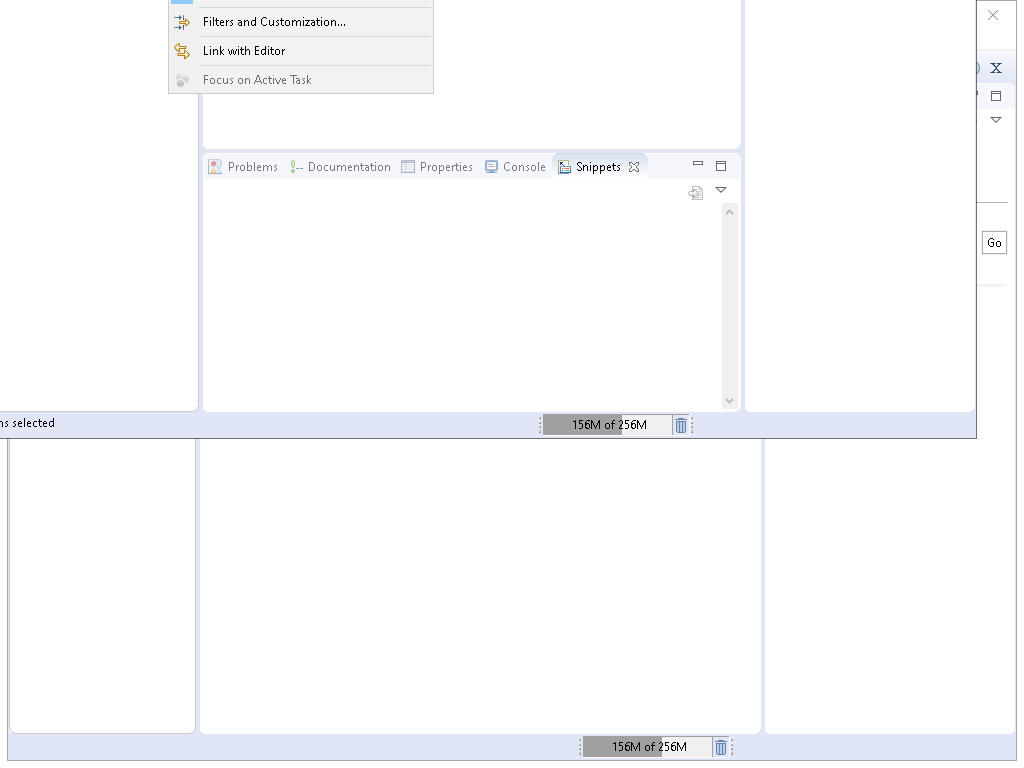 Filters and Customization...
Link with Editor
Focus on Active Task
X
Problems Documentation Properties Console Snippets
Go
selected
156M of 256M
156M of 256M